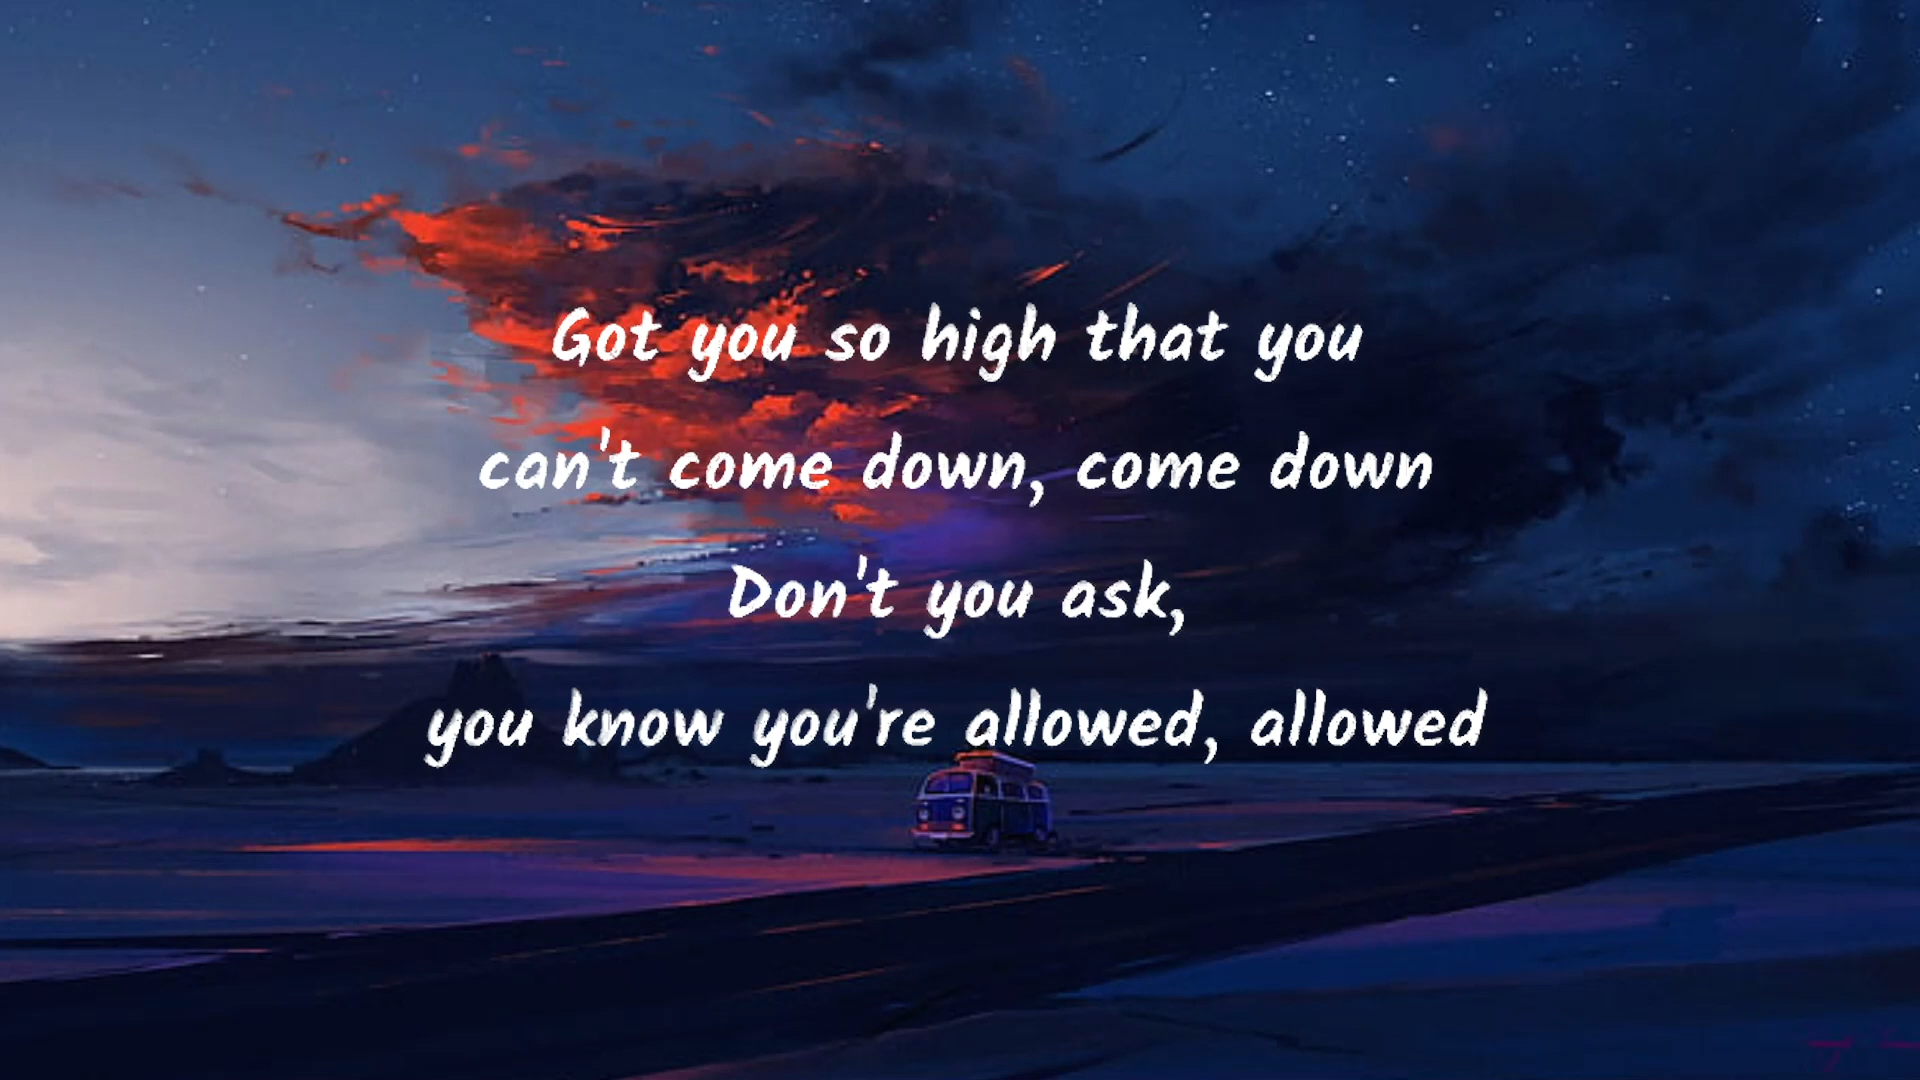 Got you so high that you
can't come down, come down
Don't you ask,
you know you're allowed, allowed